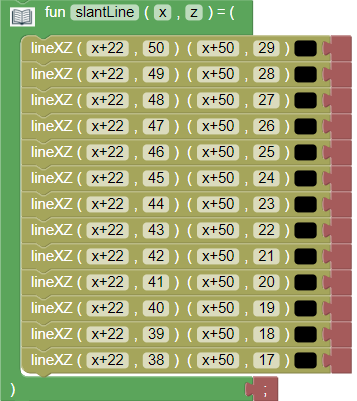 fun slantLine ( x , z ) = (
lineXZ ( x+22 , 50 ) ( x+50 , 29 )
lineXZ ( x+22 , 49 ) ( x+50 , 28 )
lineXZ ( x+22 , 48 ) ( x+50 , 27 )
lineXZ ( x+22 , 47 ) ( x+50 , 26 )
lineXZ ( x+22 , 46 ) ( x+50 , 25 )
lineXZ ( x+22 , 45 ) ( x+50 , 24 )
lineXZ ( x+22 , 44 ) ( x+50 , 23 )
lineXZ ( x+22 , 43 ) ( x+50 , 22 )
lineXZ ( x+22 , 42 ) ( x+50 , 21 )
lineXZ ( x+22 , 41 ) ( x+50 , 20 )
lineXZ ( x+22 , 40 ) ( x+50 , 19 )
lineXZ ( x+22 , 39 ) ( x+50 , 18 )
lineXZ ( x+22 , 38 ) ( x+50 , 17 )
) ;